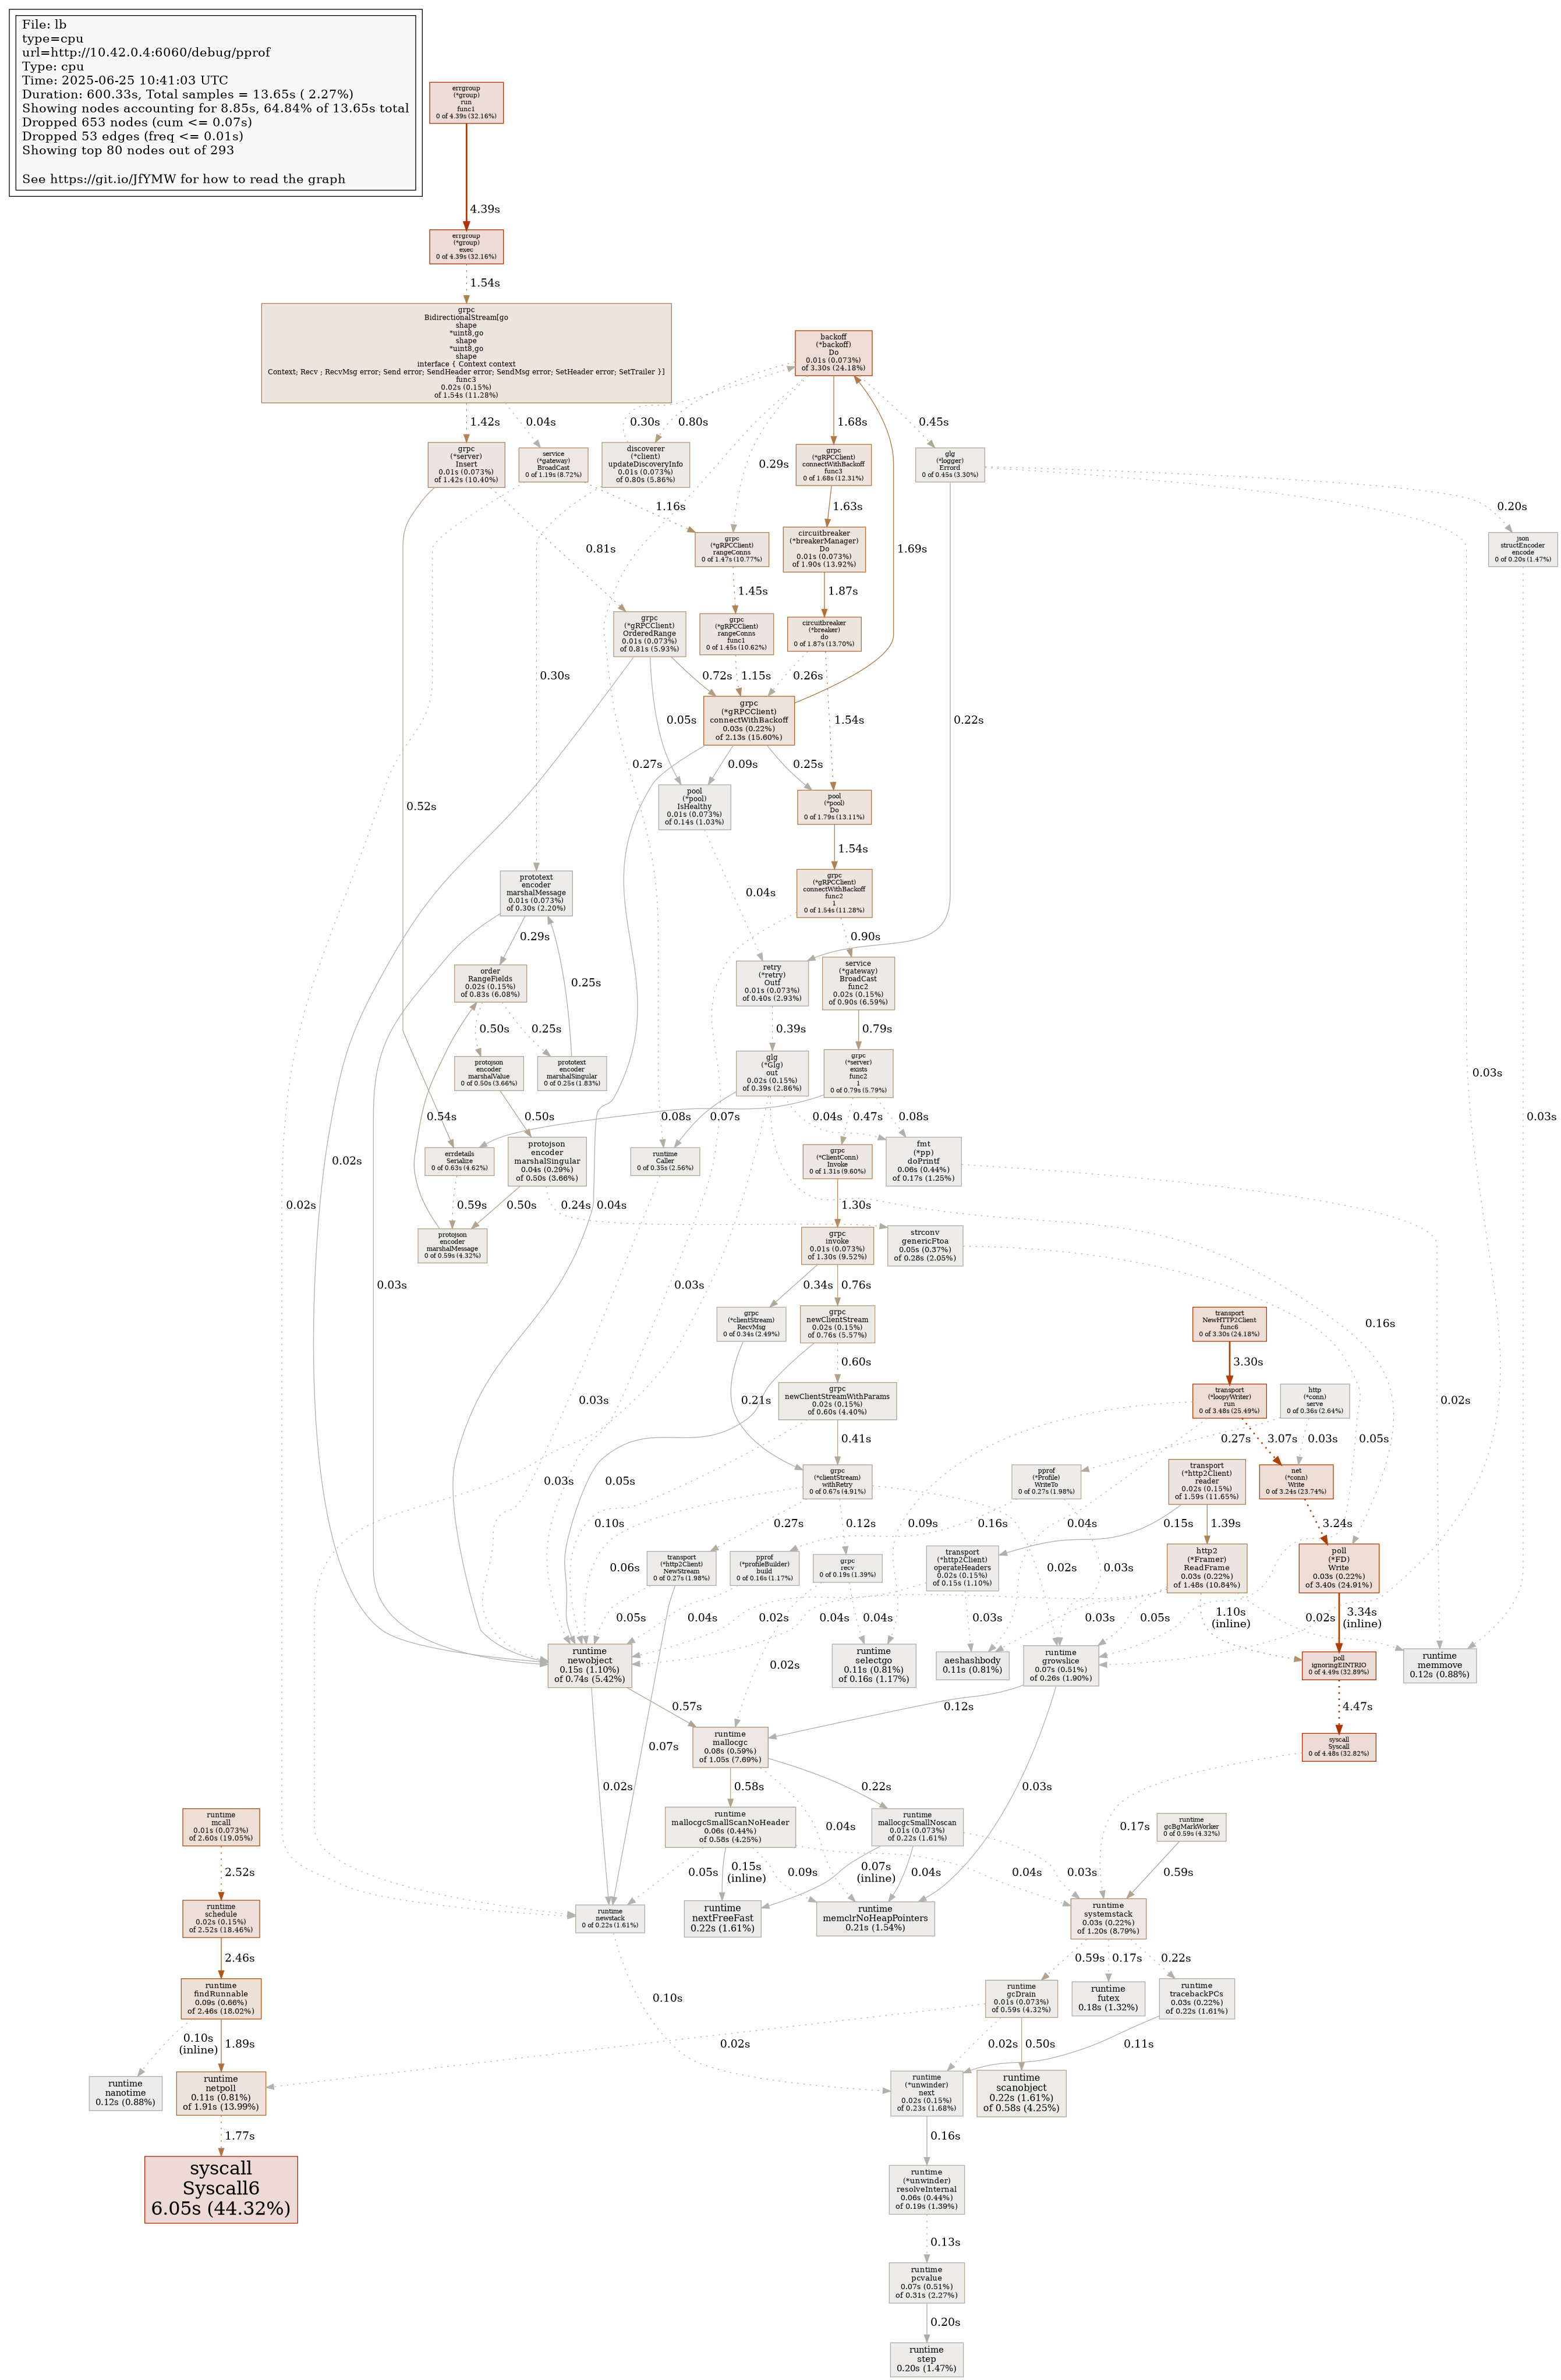 File: lb
type=cpu
url=http://10.42.0.4:6060/debug/pprof
Type: cpu
Time: 2025-06-25 10:41:03 UTC
Duration: 600.33s, Total samples = 13.65s ( 2.27%)
Showing nodes accounting for 8.85s, 64.84% of 13.65s total
Dropped 653 nodes (cum <= 0.07s)
Dropped 53 edges (freq <= 0.01s)
Showing top 80 nodes out of 293
See https://git.io/JfYMW for how to read the graph
errgroup
(*group)
run
func1
0 of 4.39s (32.16%)
4.39s
errgroup
(*group)
exec
0 of 4.39s (32.16%)
1.54s
grpc
BidirectionalStream[go
shape
*uint8,go
shape
*uint8,go
shape
interface { Context context
Context; Recv ; RecvMsg error; Send error; SendHeader error; SendMsg error; SetHeader error; SetTrailer }]
func3
0.02s (0.15%)
of 1.54s (11.28%)
backoff
(*backoff)
Do
0.01s (0.073%)
of 3.30s (24.18%)
1.42s
0.04s
0.30s
0.80s
0.29s
1.68s
0.45s
grpc
(*server)
Insert
0.01s (0.073%)
of 1.42s (10.40%)
service
(*gateway)
BroadCast
0 of 1.19s (8.72%)
discoverer
(*client)
updateDiscoveryInfo
0.01s (0.073%)
of 0.80s (5.86%)
grpc
(*gRPCClient)
connectWithBackoff
func3
0 of 1.68s (12.31%)
glg
(*logger)
Errord
0 of 0.45s (3.30%)
1.16s
1.63s
0.20s
0.81s
1.69s
grpc
(*gRPCClient)
rangeConns
0 of 1.47s (10.77%)
circuitbreaker
(*breakerManager)
Do
0.01s (0.073%)
of 1.90s (13.92%)
json
structEncoder
encode
0 of 0.20s (1.47%)
1.45s
1.87s
grpc
(*gRPCClient)
OrderedRange
0.01s (0.073%)
of 0.81s (5.93%)
grpc
(*gRPCClient)
rangeConns
func1
0 of 1.45s (10.62%)
circuitbreaker
(*breaker)
do
0 of 1.87s (13.70%)
0.30s
0.72s
1.15s
0.26s
grpc
(*gRPCClient)
connectWithBackoff
0.03s (0.22%)
of 2.13s (15.60%)
0.05s
1.54s
0.22s
0.27s
0.09s
0.25s
0.52s
pool
(*pool)
IsHealthy
0.01s (0.073%)
of 0.14s (1.03%)
pool
(*pool)
Do
0 of 1.79s (13.11%)
1.54s
prototext
encoder
marshalMessage
0.01s (0.073%)
of 0.30s (2.20%)
0.04s
grpc
(*gRPCClient)
connectWithBackoff
func2
1
0 of 1.54s (11.28%)
0.29s
0.90s
order
RangeFields
0.02s (0.15%)
of 0.83s (6.08%)
0.25s
retry
(*retry)
Outf
0.01s (0.073%)
of 0.40s (2.93%)
service
(*gateway)
BroadCast
func2
0.02s (0.15%)
of 0.90s (6.59%)
0.50s
0.25s
0.39s
0.79s
protojson
encoder
marshalValue
0 of 0.50s (3.66%)
prototext
encoder
marshalSingular
0 of 0.25s (1.83%)
glg
(*Glg)
out
0.02s (0.15%)
of 0.39s (2.86%)
grpc
(*server)
exists
func2
1
0 of 0.79s (5.79%)
0.03s
0.54s
0.50s
0.08s
0.07s
0.04s
0.47s
0.08s
0.03s
0.02s
errdetails
Serialize
0 of 0.63s (4.62%)
protojson
encoder
marshalSingular
0.04s (0.29%)
of 0.50s (3.66%)
runtime
Caller
0 of 0.35s (2.56%)
grpc
(*ClientConn)
Invoke
0 of 1.31s (9.60%)
fmt
(*pp)
doPrintf
0.06s (0.44%)
of 0.17s (1.25%)
0.02s
0.59s
0.50s
0.24s
0.04s
1.30s
protojson
encoder
marshalMessage
0 of 0.59s (4.32%)
grpc
invoke
0.01s (0.073%)
of 1.30s (9.52%)
strconv
genericFtoa
0.05s (0.37%)
of 0.28s (2.05%)
0.03s
0.03s
0.34s
0.76s
grpc
(*clientStream)
RecvMsg
0 of 0.34s (2.49%)
grpc
newClientStream
0.02s (0.15%)
of 0.76s (5.57%)
transport
NewHTTP2Client
func6
0 of 3.30s (24.18%)
0.16s
0.60s
3.30s
0.03s
0.21s
grpc
newClientStreamWithParams
0.02s (0.15%)
of 0.60s (4.40%)
transport
(*loopyWriter)
run
0 of 3.48s (25.49%)
http
(*conn)
serve
0 of 0.36s (2.64%)
0.02s
0.41s
0.27s
3.07s
0.03s
0.05s
0.03s
0.05s
grpc
(*clientStream)
withRetry
0 of 0.67s (4.91%)
pprof
(*Profile)
WriteTo
0 of 0.27s (1.98%)
transport
(*http2Client)
reader
0.02s (0.15%)
of 1.59s (11.65%)
net
(*conn)
Write
0 of 3.24s (23.74%)
0.10s
0.27s
0.12s
0.16s
0.09s
0.04s
0.15s
1.39s
3.24s
0.06s
transport
(*http2Client)
NewStream
0 of 0.27s (1.98%)
pprof
(*profileBuilder)
build
0 of 0.16s (1.17%)
grpc
recv
0 of 0.19s (1.39%)
transport
(*http2Client)
operateHeaders
0.02s (0.15%)
of 0.15s (1.10%)
0.02s
0.03s
http2
(*Framer)
ReadFrame
0.03s (0.22%)
of 1.48s (10.84%)
poll
(*FD)
Write
0.03s (0.22%)
of 3.40s (24.91%)
0.05s
0.04s
0.02s
0.04s
0.04s
0.03s
0.03s
0.05s
1.10s
(inline)
0.02s
3.34s
(inline)
runtime
newobject
0.15s (1.10%)
of 0.74s (5.42%)
0.02s
runtime
selectgo
0.11s (0.81%)
of 0.16s (1.17%)
aeshashbody
0.11s (0.81%)
runtime
growslice
0.07s (0.51%)
of 0.26s (1.90%)
poll
ignoringEINTRIO
0 of 4.49s (32.89%)
runtime
memmove
0.12s (0.88%)
0.57s
0.12s
4.47s
0.02s
0.07s
runtime
mallocgc
0.08s (0.59%)
of 1.05s (7.69%)
0.03s
syscall
Syscall
0 of 4.48s (32.82%)
0.58s
0.22s
runtime
mcall
0.01s (0.073%)
of 2.60s (19.05%)
runtime
mallocgcSmallScanNoHeader
0.06s (0.44%)
of 0.58s (4.25%)
0.04s
runtime
mallocgcSmallNoscan
0.01s (0.073%)
of 0.22s (1.61%)
0.17s
runtime
gcBgMarkWorker
0 of 0.59s (4.32%)
2.52s
0.05s
0.15s
(inline)
0.09s
0.07s
(inline)
0.04s
0.04s
0.03s
0.59s
runtime
schedule
0.02s (0.15%)
of 2.52s (18.46%)
runtime
newstack
0 of 0.22s (1.61%)
runtime
nextFreeFast
0.22s (1.61%)
runtime
memclrNoHeapPointers
0.21s (1.54%)
runtime
systemstack
0.03s (0.22%)
of 1.20s (8.79%)
2.46s
0.59s
0.17s
0.22s
runtime
findRunnable
0.09s (0.66%)
of 2.46s (18.02%)
0.10s
runtime
gcDrain
0.01s (0.073%)
of 0.59s (4.32%)
runtime
futex
0.18s (1.32%)
runtime
tracebackPCs
0.03s (0.22%)
of 0.22s (1.61%)
0.10s
(inline)
1.89s
0.02s
0.02s
0.50s
0.11s
runtime
nanotime
0.12s (0.88%)
runtime
netpoll
0.11s (0.81%)
of 1.91s (13.99%)
runtime
(*unwinder)
next
0.02s (0.15%)
of 0.23s (1.68%)
runtime
scanobject
0.22s (1.61%)
of 0.58s (4.25%)
1.77s
0.16s
syscall
Syscall6
6.05s (44.32%)
runtime
(*unwinder)
resolveInternal
0.06s (0.44%)
of 0.19s (1.39%)
0.13s
runtime
pcvalue
0.07s (0.51%)
of 0.31s (2.27%)
0.20s
runtime
step
0.20s (1.47%)